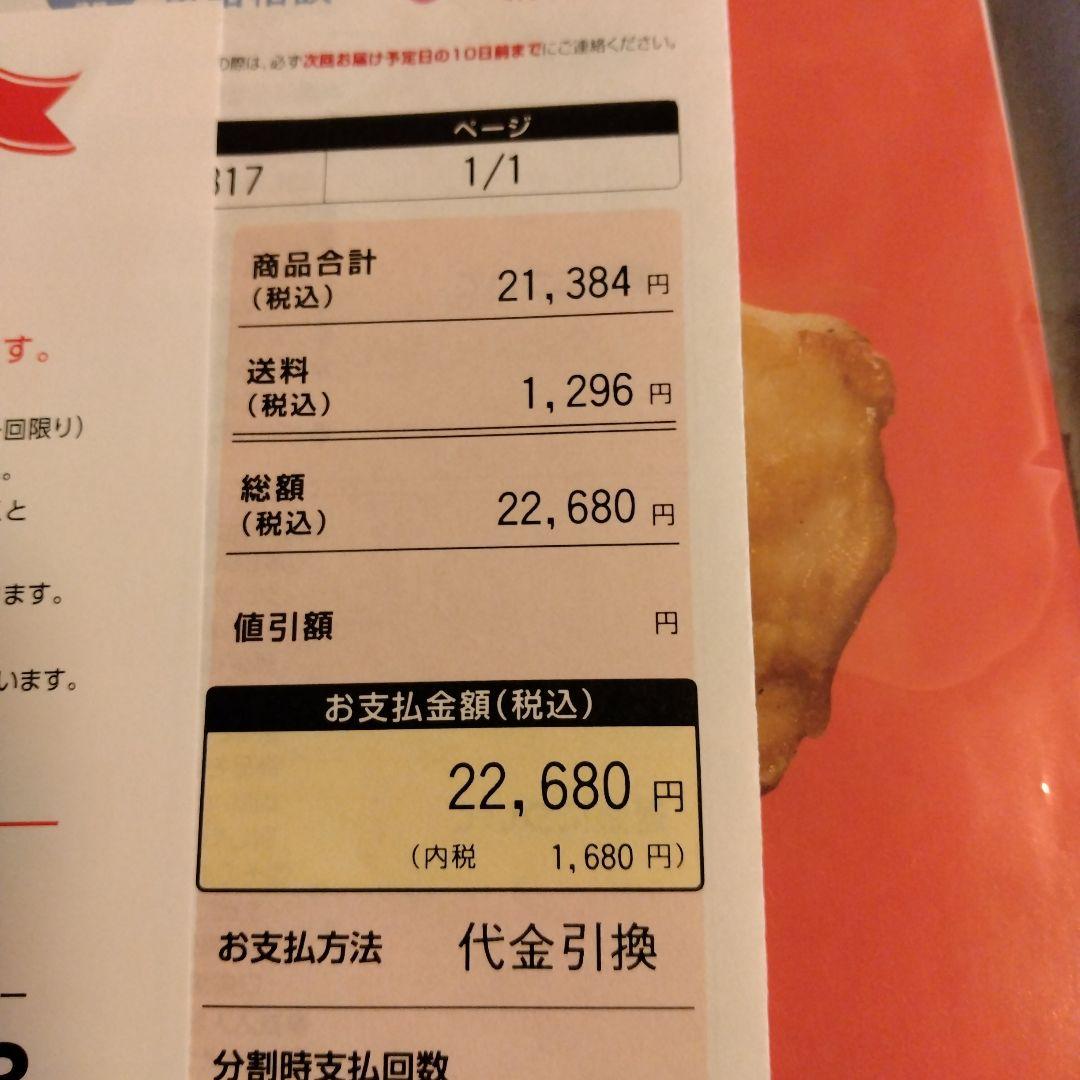 の際は、必ず次回お届け予定日の10日前までにご連絡ください。
ページ
317
1/1
商品合計
(税込)
21,384 円
送料
(税込)
1,296 円
総額
(税込)
22,680 円
値引額
円
お支払金額(税込)
22,680 円
(内税 1,680 円)
お支払方法 代金引換
分割時支払回数
す。
回限り)
。
こと
ます。
います。